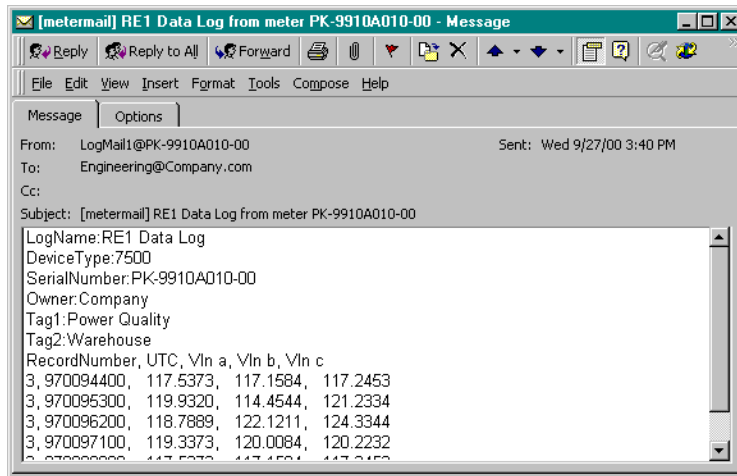 [metermail] RE1 Data Log from meter PK-9910A010-00 - Message
Reply Reply to All Forward
File Edit View Insert Format Tools Compose Help
Message Options
From: LogMail1@PK-9910A010-00 Sent: Wed 9/27/00 3:40 PM
To: Engineering@Company.com
Cc:
Subject: [metermail] RE1 Data Log from meter PK-9910A010-00
LogName:RE1 Data Log
DeviceType:7500
SerialNumber:PK-9910A010-00
Owner:Company
Tag1:Power Quality
Tag2:Warehouse
RecordNumber, UTC, Vln a, Vln b, Vln c
3, 970094400, 117.5373, 117.1584, 117.2453
3, 970095300, 119.9320, 114.4544, 121.2334
3, 970096200, 118.7889, 122.1211, 124.3344
3, 970097100, 119.3373, 120.0084, 120.2232